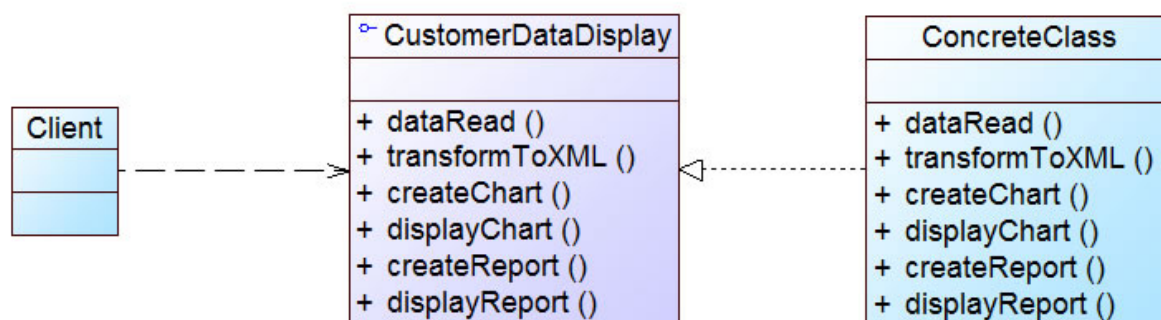 Client
CustomerDataDisplay
+ dataRead ()
+ transformToXML ()
+ createChart ()
+ displayChart ()
+ createReport ()
+ displayReport ()
ConcreteClass
+ dataRead ()
+ transformToXML ()
+ createChart ()
+ displayChart ()
+ createReport ()
+ displayReport ()